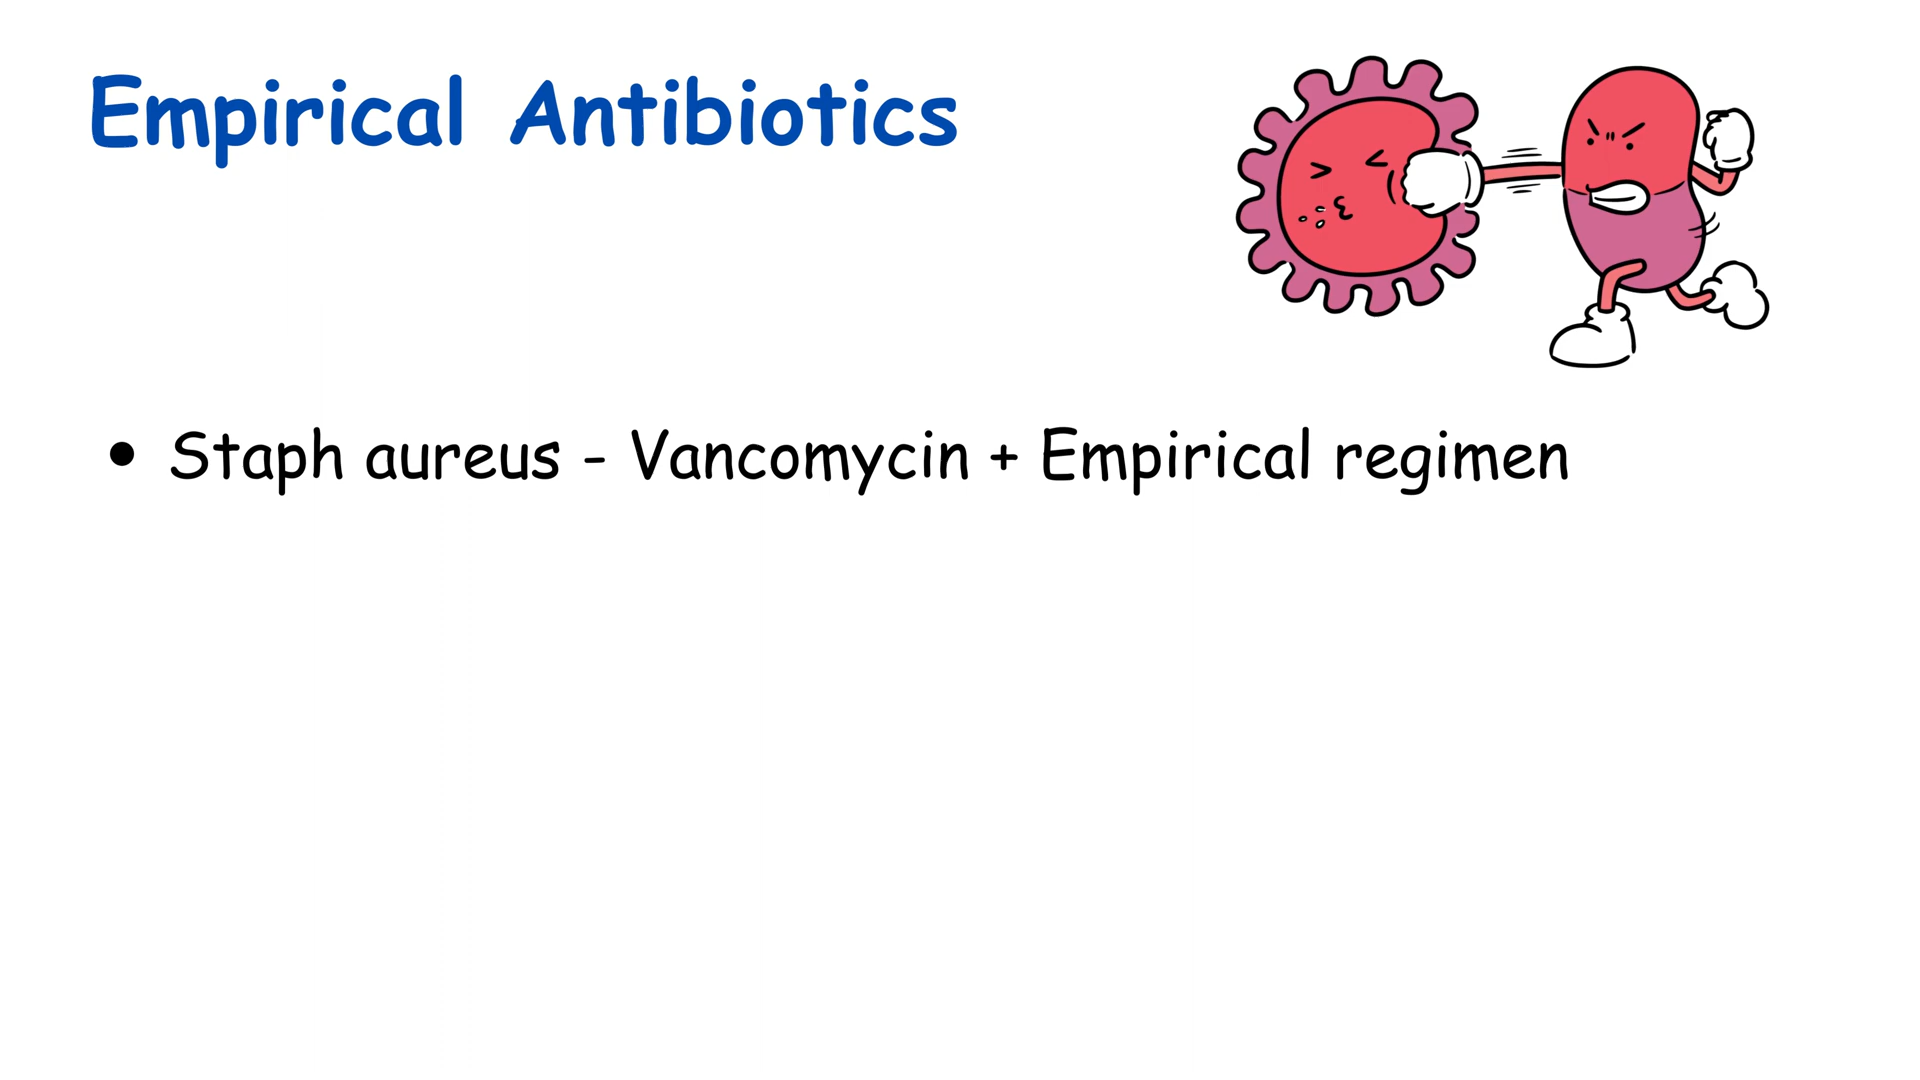 Empirical Antibiotics
• Staph aureus - Vancomycin + Empirical regimen